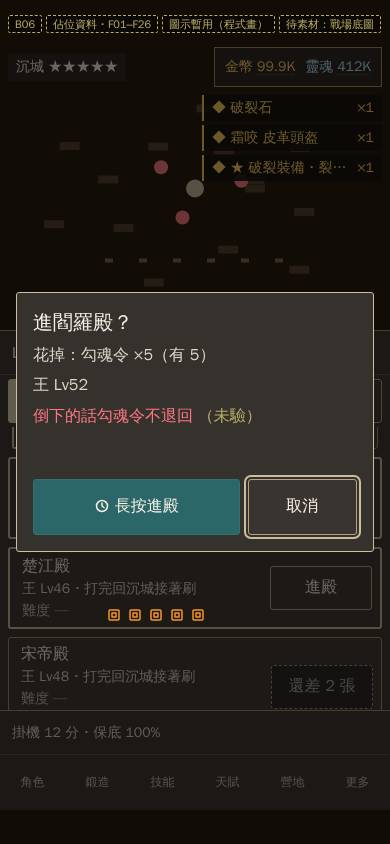 B06 佔位資料・F01–F26 圖示暫用（程式畫） 待素材：戰場底圖
沉城 ★★★★★
金幣 99.9K 靈魂 412K
◆ 破裂石 ×1
◆ 霜咬 皮革頭盔 ×1
◆ ★ 破裂裝備・裂… ×1
進閻羅殿？
花掉：勾魂令 ×5（有 5）
王 Lv52
倒下的話勾魂令不退回 （未驗）
長按進殿
取消
楚江殿
王 Lv46・打完回沉城接著刷
難度 —
進殿
宋帝殿
王 Lv48・打完回沉城接著刷
難度 —
還差 2 張
掛機 12 分・保底 100%
角色 鍛造 技能 天賦 營地 更多